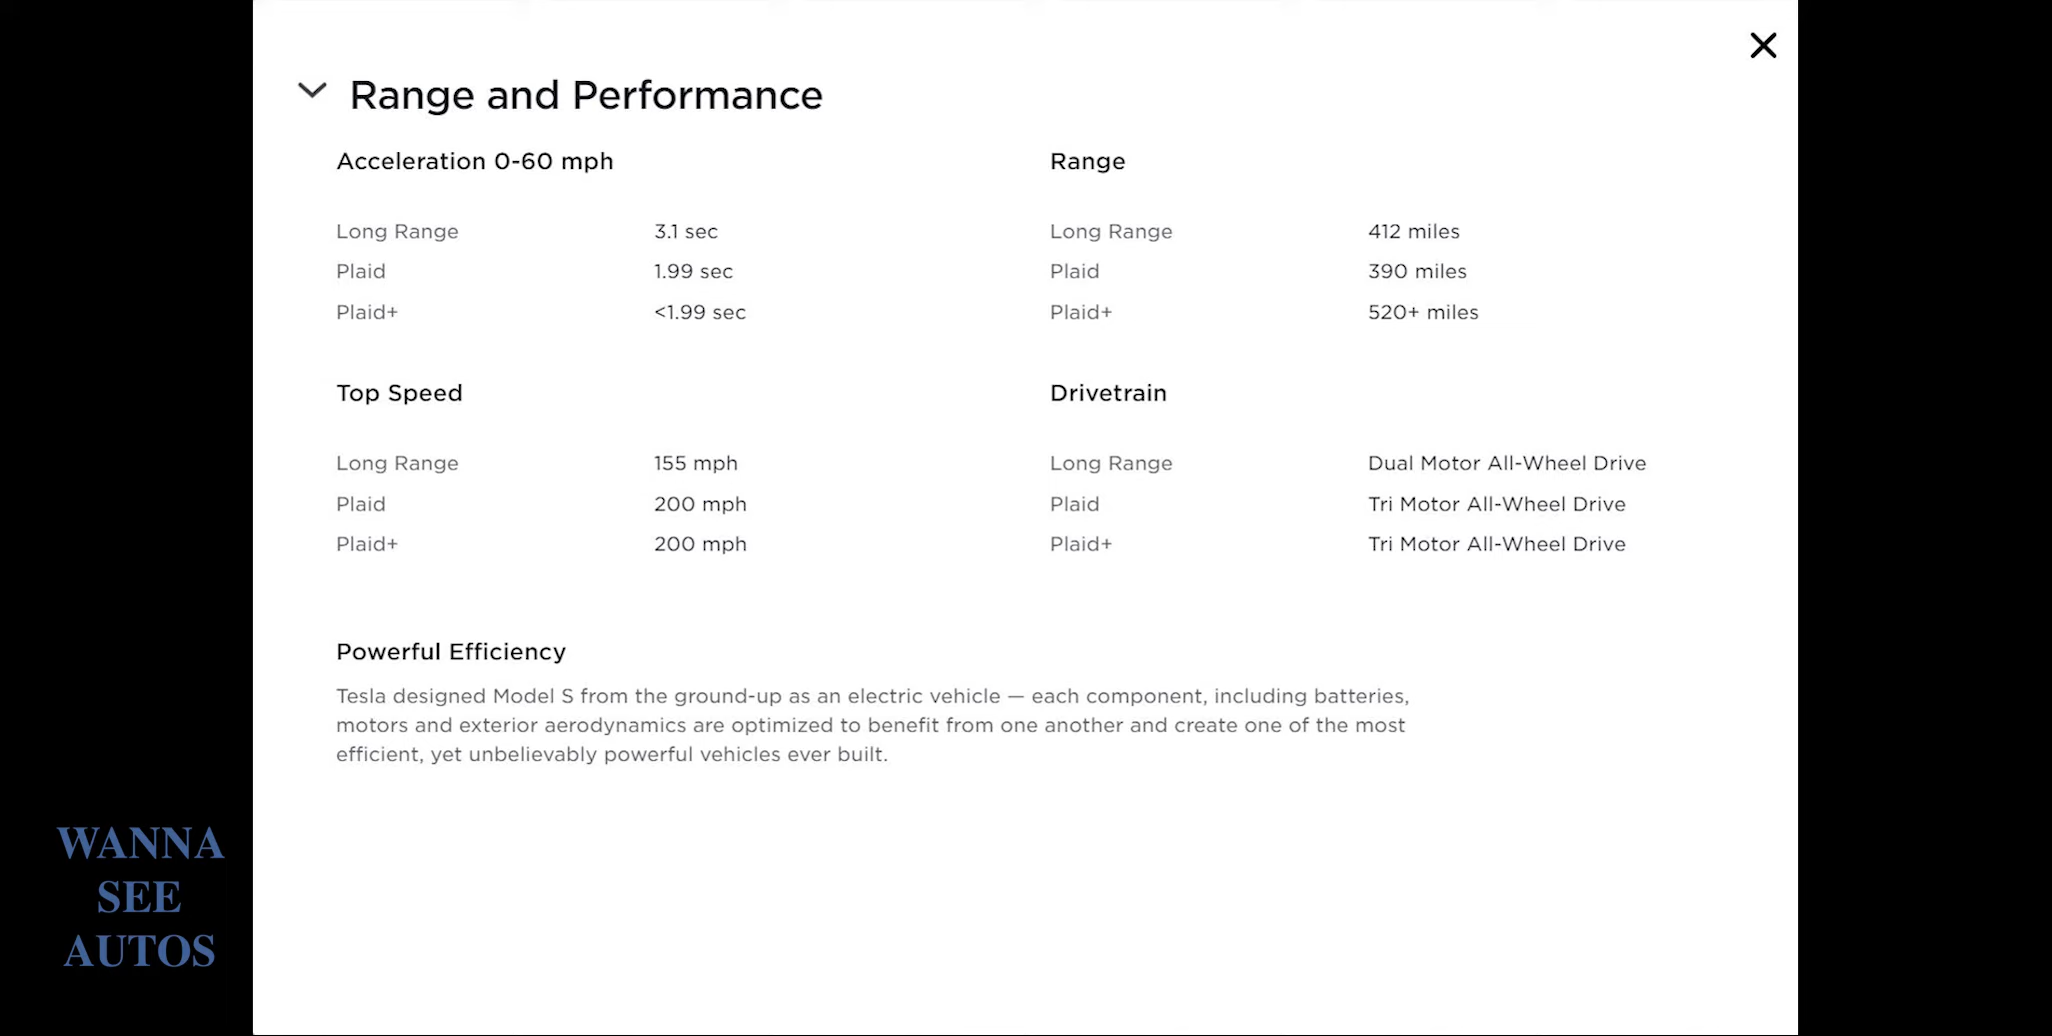 Range and Performance
Acceleration 0-60 mph
Long Range 3.1 sec
Plaid 1.99 sec
Plaid+ <1.99 sec
Range
Long Range 412 miles
Plaid 390 miles
Plaid+ 520+ miles
Top Speed
Long Range 155 mph
Plaid 200 mph
Plaid+ 200 mph
Drivetrain
Long Range Dual Motor All-Wheel Drive
Plaid Tri Motor All-Wheel Drive
Plaid+ Tri Motor All-Wheel Drive
Powerful Efficiency
Tesla designed Model S from the ground-up as an electric vehicle — each component, including batteries,
motors and exterior aerodynamics are optimized to benefit from one another and create one of the most
efficient, yet unbelievably powerful vehicles ever built.
WANNA
SEE
AUTOS